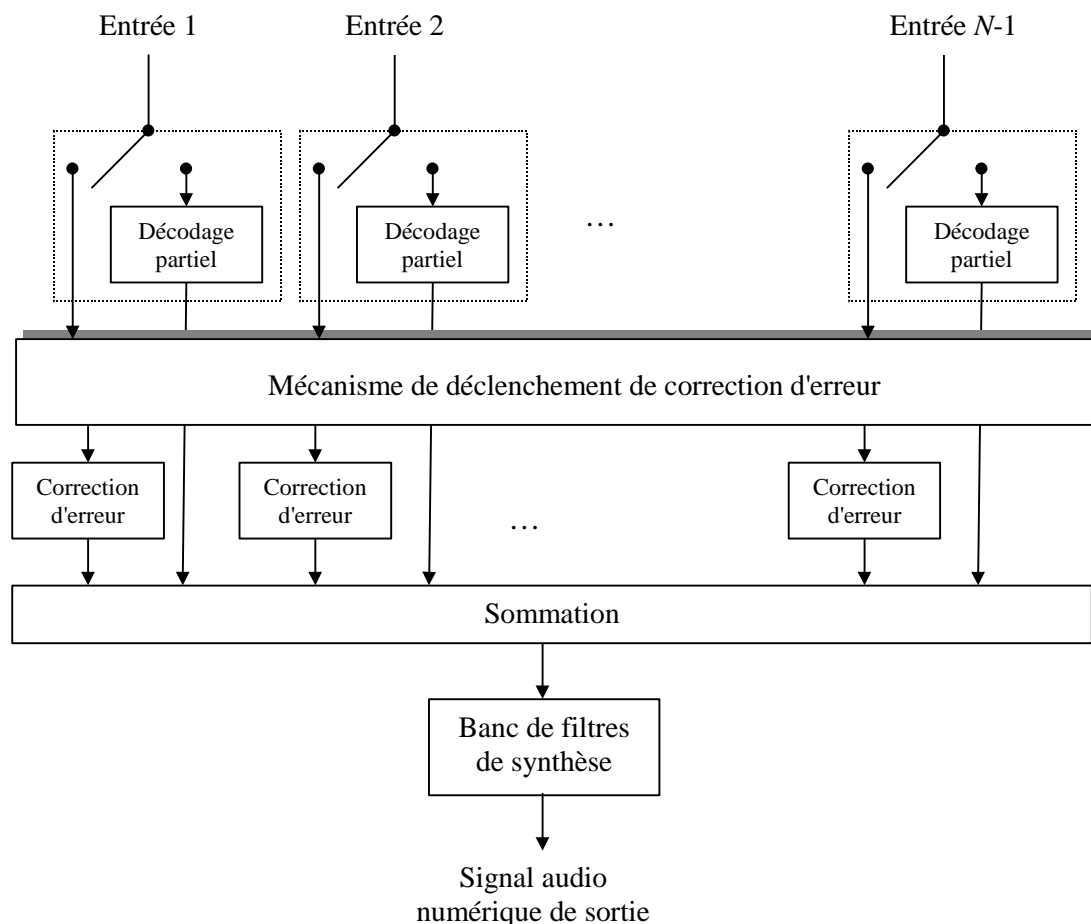 Entrée 1
Entrée 2
Entrée N-1
Décodage
partiel
Décodage
partiel
…
Décodage
partiel
Mécanisme de déclenchement de correction d'erreur
Correction
d'erreur
Correction
d'erreur
…
Correction
d'erreur
Sommation
Banc de filtres
de synthèse
Signal audio
numérique de sortie